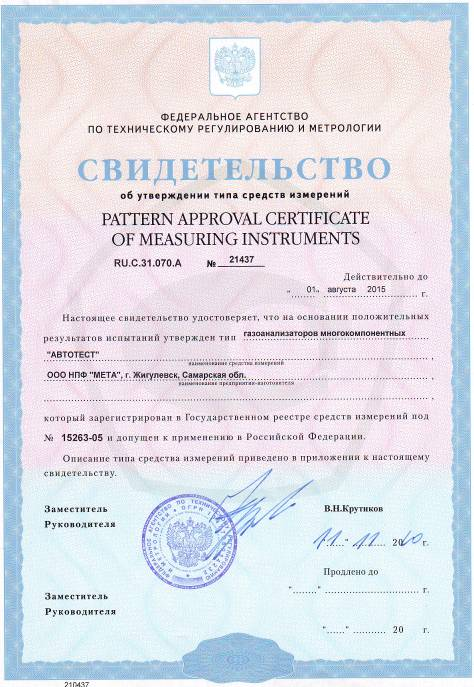 ФЕДЕРАЛЬНОЕ АГЕНТСТВО
ПО ТЕХНИЧЕСКОМУ РЕГУЛИРОВАНИЮ И МЕТРОЛОГИИ
СВИДЕТЕЛЬСТВО
об утверждении типа средств измерений
PATTERN APPROVAL CERTIFICATE
OF MEASURING INSTRUMENTS
RU.C.31.070.A № 21437
Действительно до
" 01 " августа 2015 г.
Настоящее свидетельство удостоверяет, что на основании положительных
результатов испытаний утвержден тип газоанализаторов многокомпонентных
"АВТОТЕСТ" ,
наименование средства измерений
ООО НПФ "МЕТА", г. Жигулевск, Самарская обл. ,
наименование предприятия-изготовителя
который зарегистрирован в Государственном реестре средств измерений под
№ 15263-05 и допущен к применению в Российской Федерации.
Описание типа средства измерений приведено в приложении к настоящему
свидетельству.
Заместитель
Руководителя
В.Н.Крутиков
11 " 11 2010 г.
Продлено до
" ........ " ........ г.
Заместитель
Руководителя
" ...... " ........ 20 г.
210437